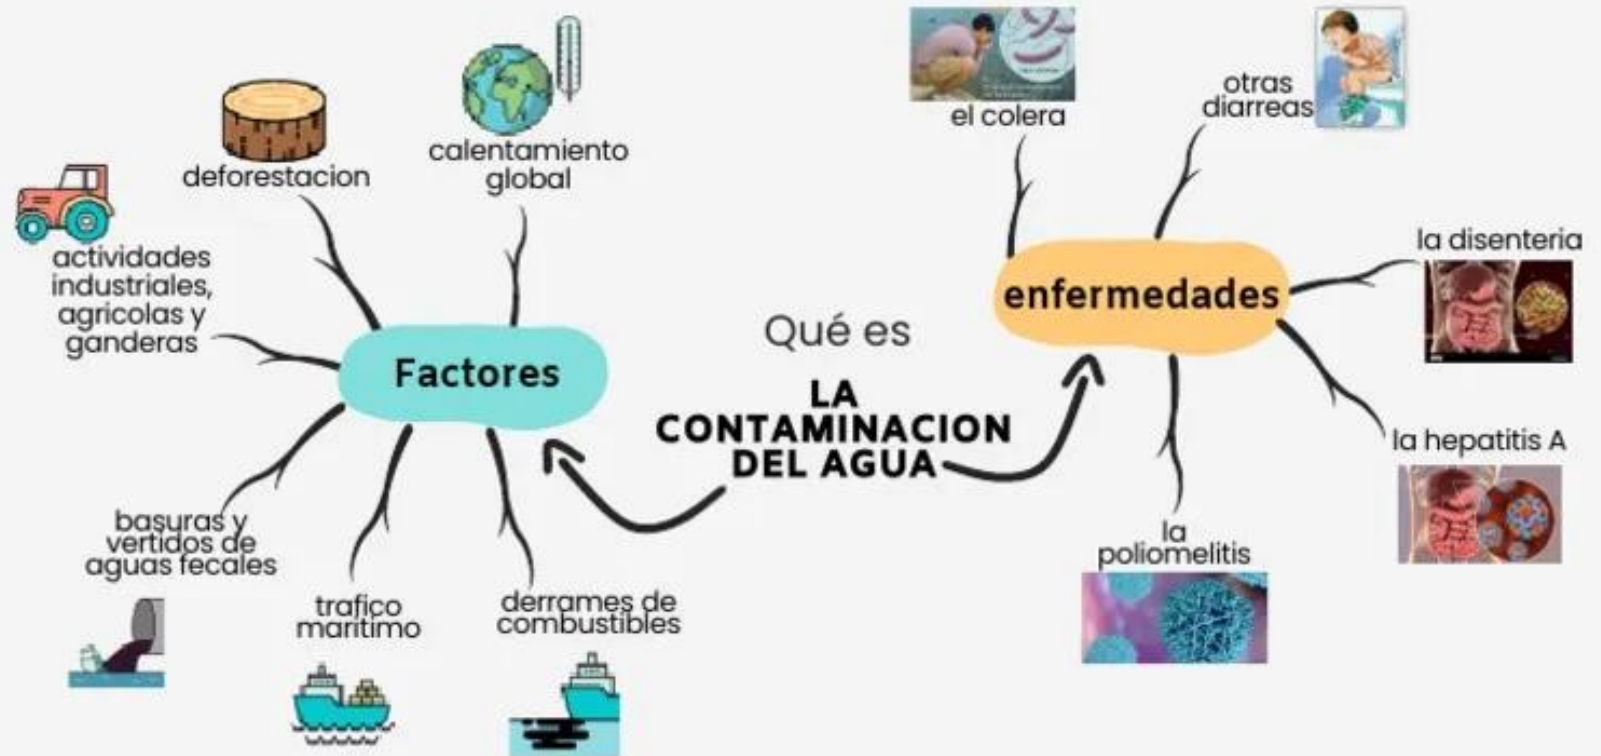 Qué es
LA
CONTAMINACION
DEL AGUA
Factores
calentamiento
global
deforestacion
actividades
industriales,
agricolas y
ganderas
basuras y
vertidos de
aguas fecales
trafico
maritimo
derrames de
combustibles
enfermedades
el colera
otras
diarreas
la disenteria
la hepatitis A
la
poliomelitis